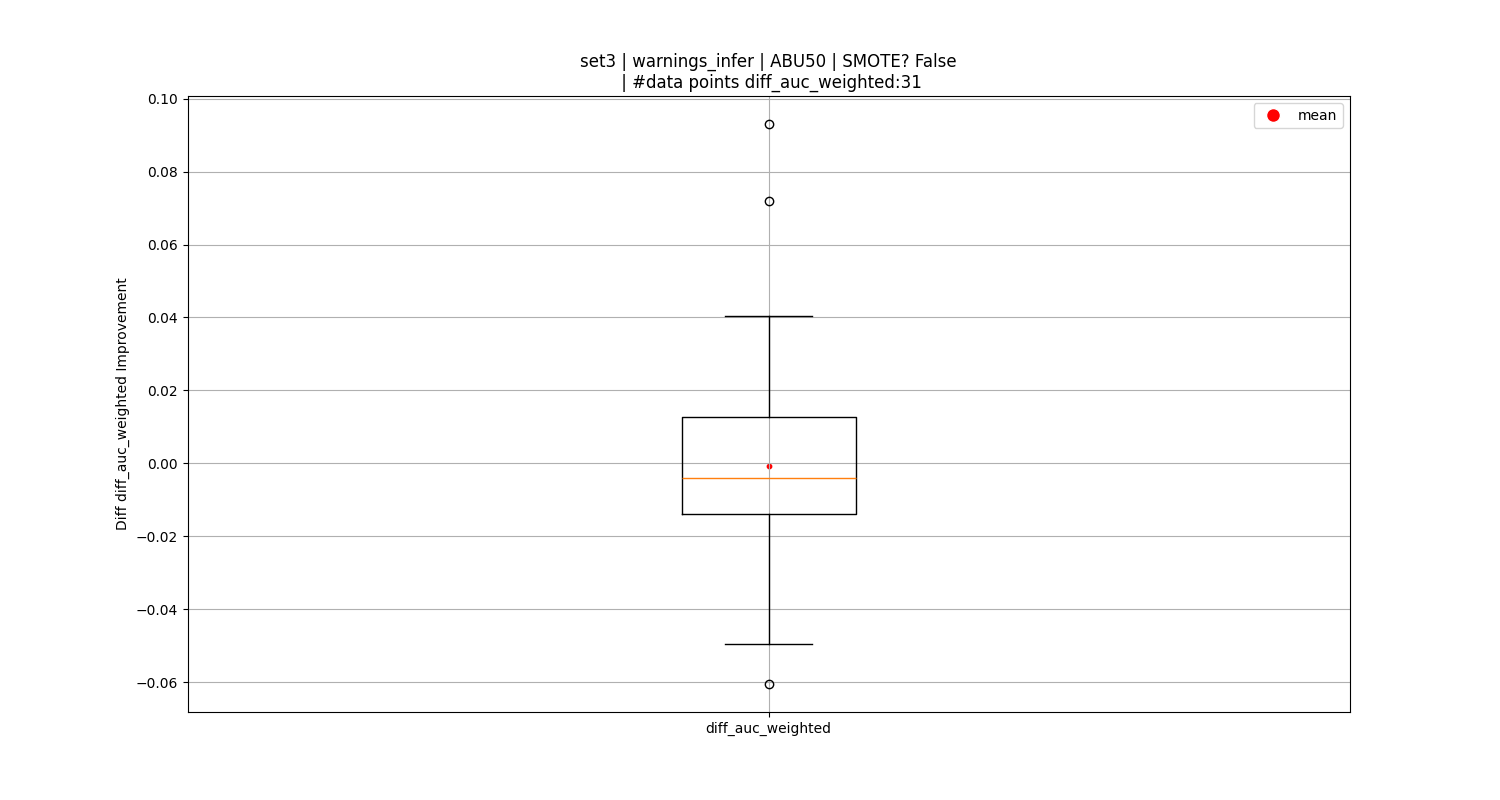 set3 | warnings_infer | ABU50 | SMOTE? False
| #data points diff_auc_weighted:31
mean
0.10
0.08
0.06
0.04
0.02
0.00
−0.02
−0.04
−0.06
Diff diff_auc_weighted Improvement
diff_auc_weighted